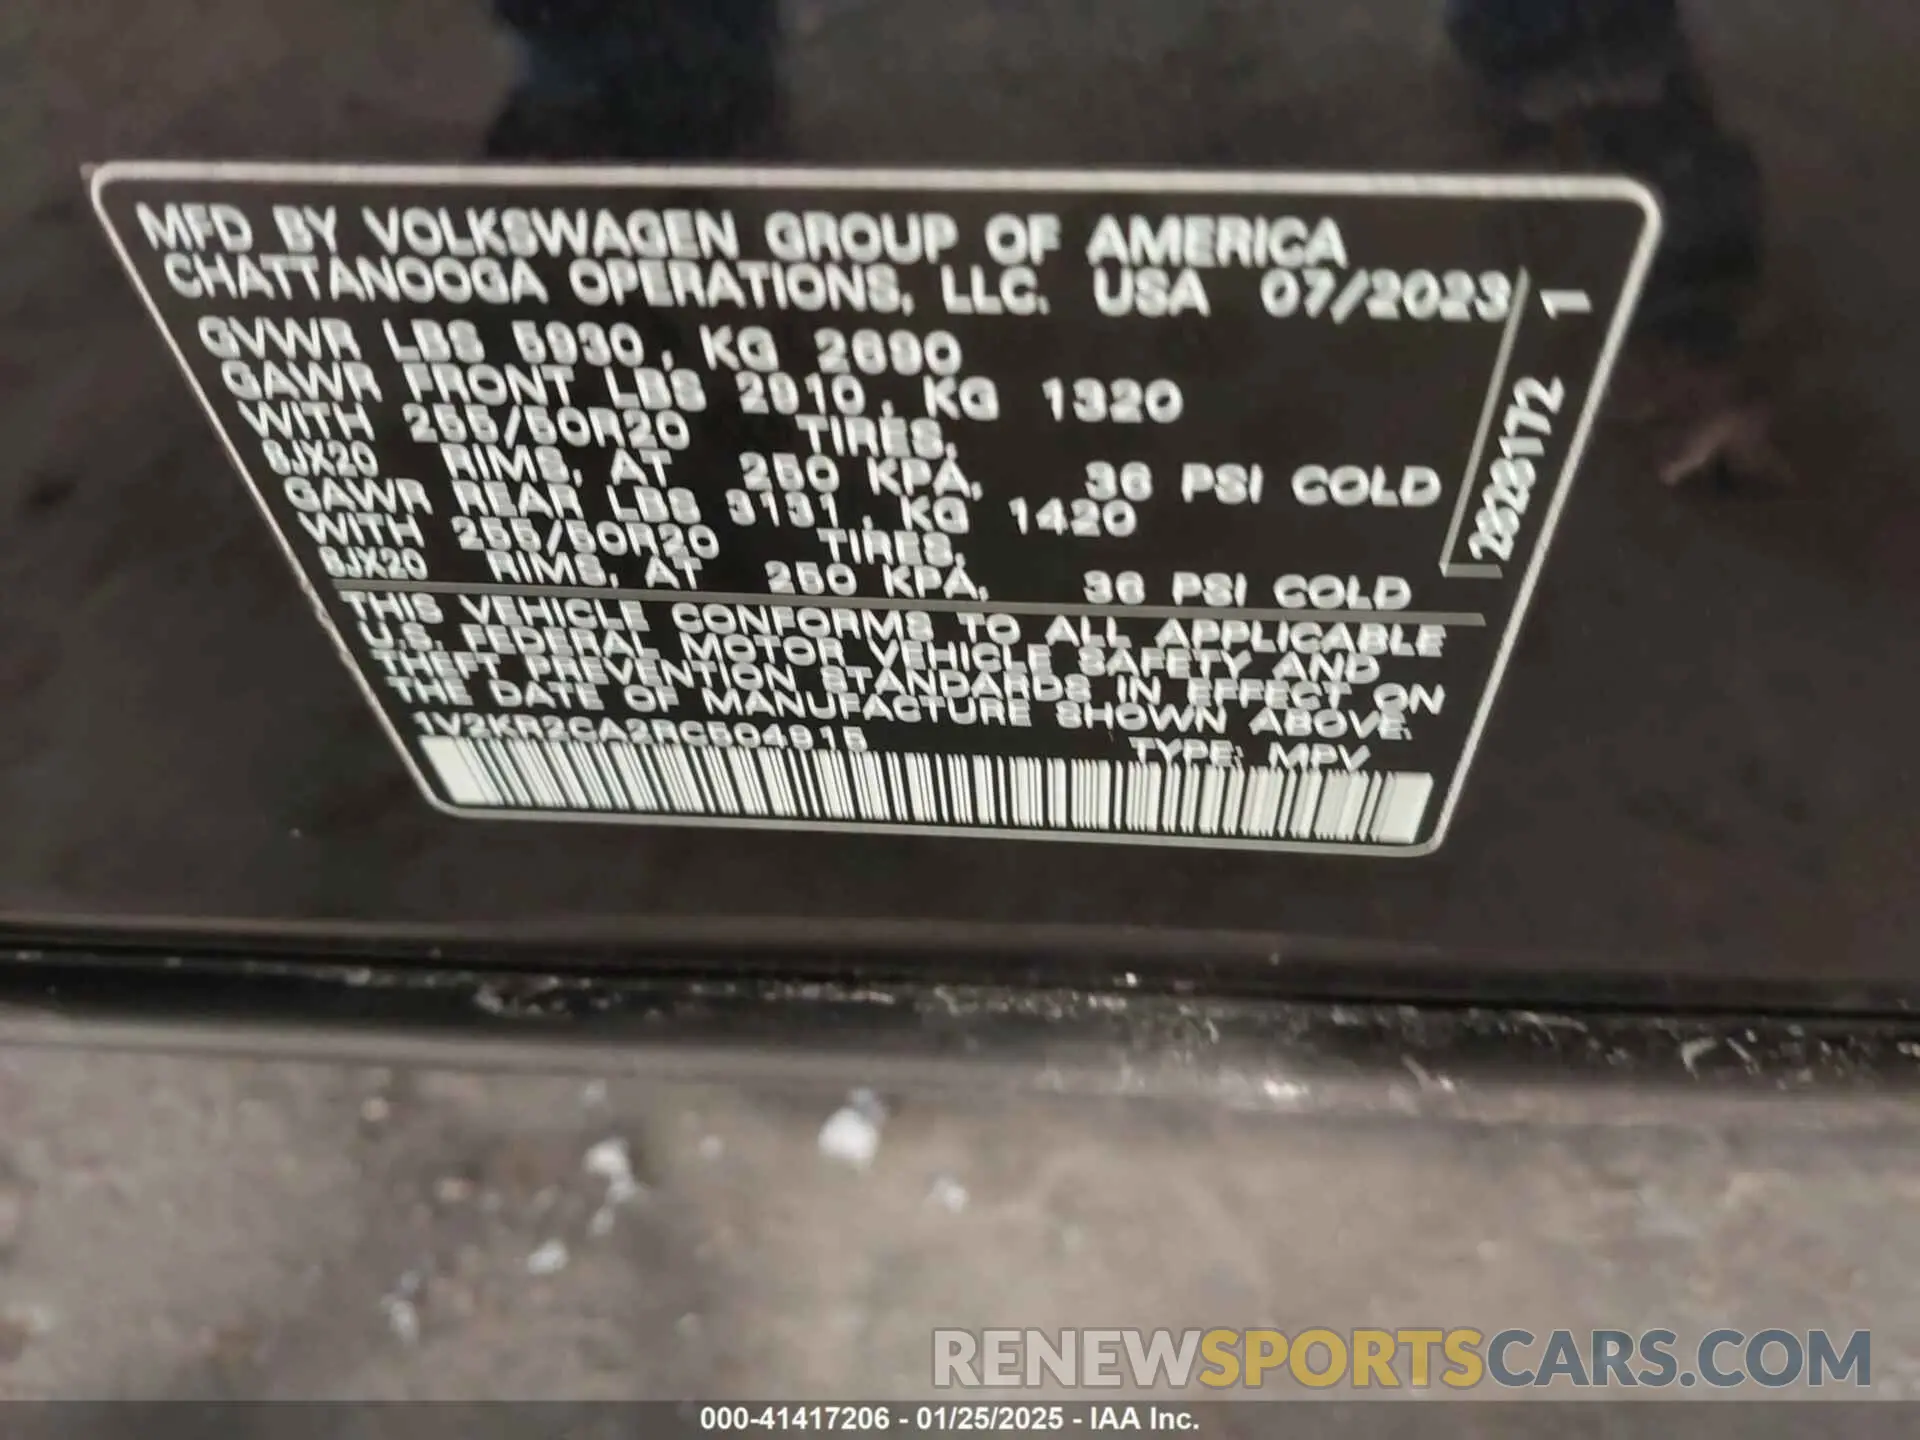 MFD BY VOLKSWAGEN GROUP OF AMERICA
CHATTANOOGA OPERATIONS, LLC. USA 07/2023
GVWR LBS 5930, KG 2690
GAWR FRONT LBS 2910, KG 1320
WITH 255/50R20 TIRES,
8JX20 RIMS, AT 250 KPA, 36 PSI COLD
GAWR REAR LBS 3131, KG 1420
WITH 255/50R20 TIRES,
8JX20 RIMS, AT 250 KPA, 36 PSI COLD
THIS VEHICLE CONFORMS TO ALL APPLICABLE
U.S. FEDERAL MOTOR VEHICLE SAFETY AND
THEFT PREVENTION STANDARDS IN EFFECT ON
THE DATE OF MANUFACTURE SHOWN ABOVE.
1V2KR2CA2RC504915
TYPE: MPV
1
RENEWSPORTSCARS.COM
000-41417206 - 01/25/2025 - IAA Inc.